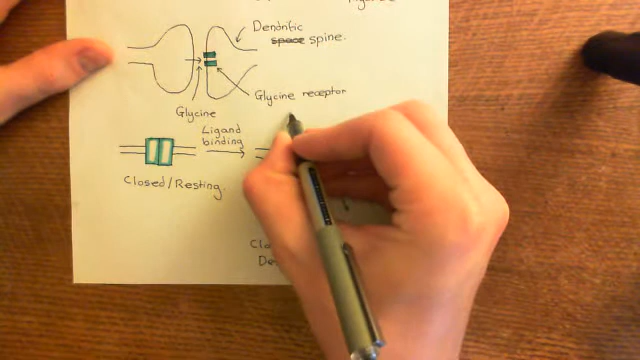 Dendritic
space spine.
Glycine receptor
Glycine
Ligand
binding
Closed/Resting.